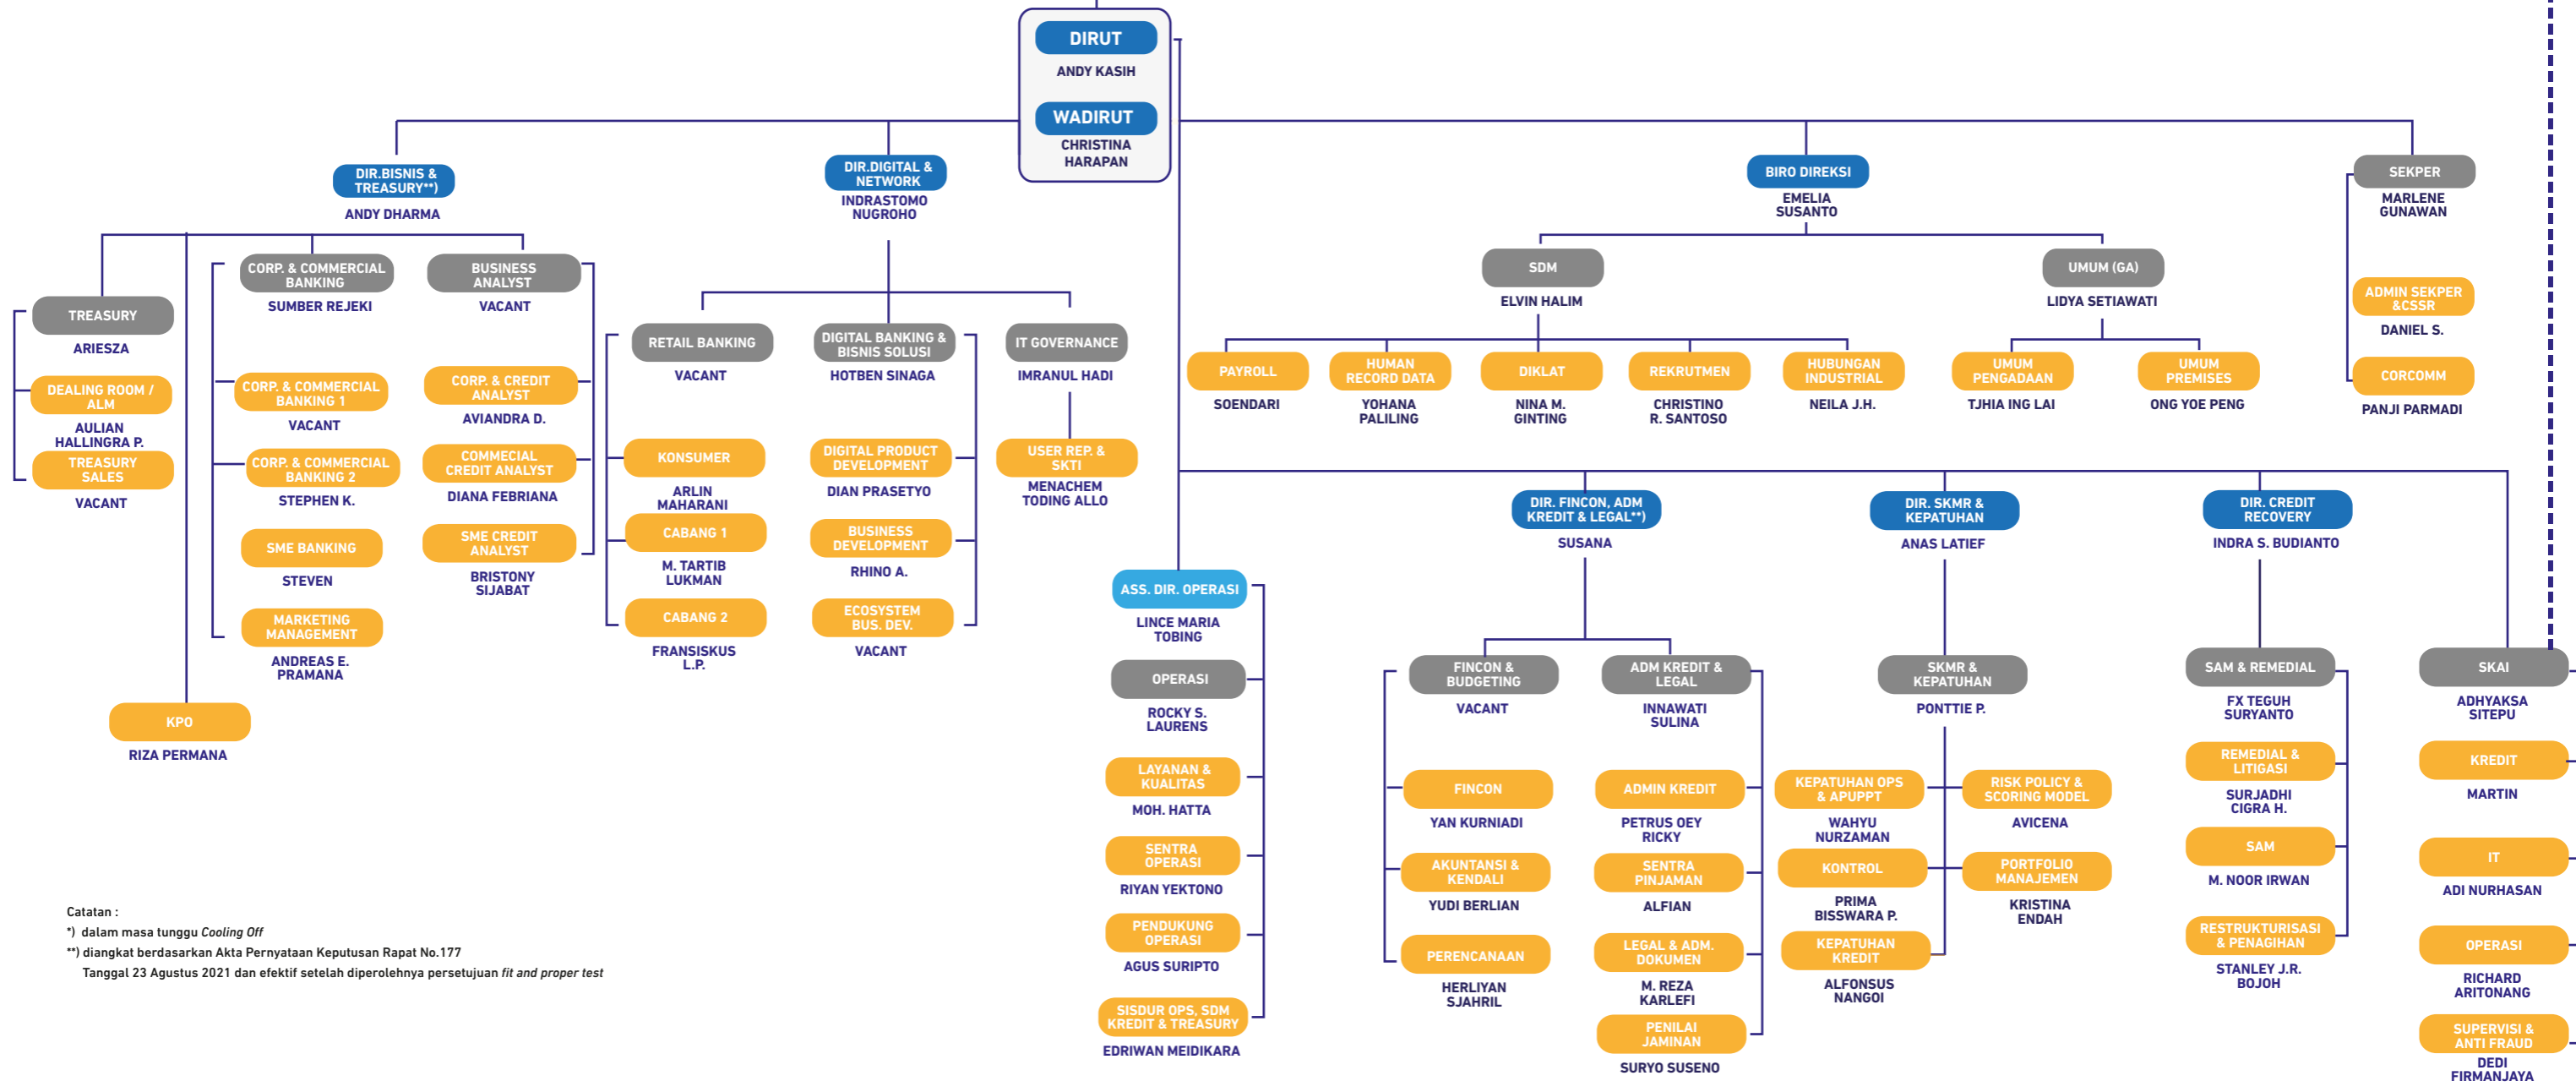 DIRUT
ANDY KASIH
WADIRUT
CHRISTINA
HARAPAN
DIR.BISNIS &
TREASURY**)
ANDY DHARMA
DIR.DIGITAL &
NETWORK
INDRASTOMO
NUGROHO
BIRO DIREKSI
EMELIA
SUSANTO
SEKPER
MARLENE
GUNAWAN
TREASURY
ARIESZA
DEALING ROOM /
ALM
AULIAN
HALLINGRA P.
TREASURY
SALES
VACANT
CORP. & COMMERCIAL
BANKING
SUMBER REJEKI
CORP. & COMMERCIAL
BANKING 1
VACANT
CORP. & COMMERCIAL
BANKING 2
STEPHEN K.
SME BANKING
STEVEN
MARKETING
MANAGEMENT
ANDREAS E.
PRAMANA
BUSINESS
ANALYST
VACANT
CORP. & CREDIT
ANALYST
AVIANDRA D.
COMMECIAL
CREDIT ANALYST
DIANA FEBRIANA
SME CREDIT
ANALYST
BRISTONY
SIJABAT
KPO
RIZA PERMANA
RETAIL BANKING
VACANT
KONSUMER
ARLIN
MAHARANI
CABANG 1
M. TARTIB
LUKMAN
CABANG 2
FRANSISKUS
L.P.
DIGITAL BANKING &
BISNIS SOLUSI
HOTBEN SINAGA
DIGITAL PRODUCT
DEVELOPMENT
DIAN PRASETYO
BUSINESS
DEVELOPMENT
RHINO A.
ECOSYSTEM
BUS. DEV.
VACANT
IT GOVERNANCE
IMRANUL HADI
USER REP. &
SKTI
MENACHEM
TODING ALLO
SDM
ELVIN HALIM
PAYROLL
SOENDARI
HUMAN
RECORD DATA
YOHANA
PALILING
DIKLAT
NINA M.
GINTING
REKRUTMEN
CHRISTINO
R. SANTOSO
HUBUNGAN
INDUSTRIAL
NEILA J.H.
UMUM (GA)
LIDYA SETIAWATI
UMUM
PENGADAAN
TJHIA ING LAI
UMUM
PREMISES
ONG YOE PENG
ADMIN SEKPER
&CSSR
DANIEL S.
CORCOMM
PANJI PARMADI
ASS. DIR. OPERASI
LINCE MARIA
TOBING
OPERASI
ROCKY S.
LAURENS
LAYANAN &
KUALITAS
MOH. HATTA
SENTRA
OPERASI
RIYAN YEKTONO
PENDUKUNG
OPERASI
AGUS SURIPTO
SISDUR OPS, SDM
KREDIT & TREASURY
EDRIWAN MEIDIKARA
DIR. FINCON, ADM
KREDIT & LEGAL**)
SUSANA
FINCON &
BUDGETING
VACANT
FINCON
YAN KURNIADI
AKUNTANSI &
KENDALI
YUDI BERLIAN
PERENCANAAN
HERLIYAN
SJAHRIL
ADM KREDIT &
LEGAL
INNAWATI
SULINA
ADMIN KREDIT
PETRUS OEY
RICKY
SENTRA
PINJAMAN
ALFIAN
LEGAL & ADM.
DOKUMEN
M. REZA
KARLEFI
PENILAI
JAMINAN
SURYO SUSENO
DIR. SKMR &
KEPATUHAN
ANAS LATIEF
SKMR &
KEPATUHAN
PONTTIE P.
KEPATUHAN OPS
& APUPPT
WAHYU
NURZAMAN
KONTROL
PRIMA
BISSWARA P.
KEPATUHAN
KREDIT
ALFONSUS
NANGOI
RISK POLICY &
SCORING MODEL
AVICENA
PORTFOLIO
MANAJEMEN
KRISTINA
ENDAH
DIR. CREDIT
RECOVERY
INDRA S. BUDIANTO
SAM & REMEDIAL
FX TEGUH
SURYANTO
REMEDIAL &
LITIGASI
SURJADHI
CIGRA H.
SAM
M. NOOR IRWAN
RESTRUKTURISASI
& PENAGIHAN
STANLEY J.R.
BOJOH
SKAI
ADHYAKSA
SITEPU
KREDIT
MARTIN
IT
ADI NURHASAN
OPERASI
RICHARD
ARITONANG
SUPERVISI &
ANTI FRAUD
DEDI
FIRMANJAYA
Catatan :
*) dalam masa tunggu Cooling Off
**) diangkat berdasarkan Akta Pernyataan Keputusan Rapat No.177
Tanggal 23 Agustus 2021 dan efektif setelah diperolehnya persetujuan fit and proper test